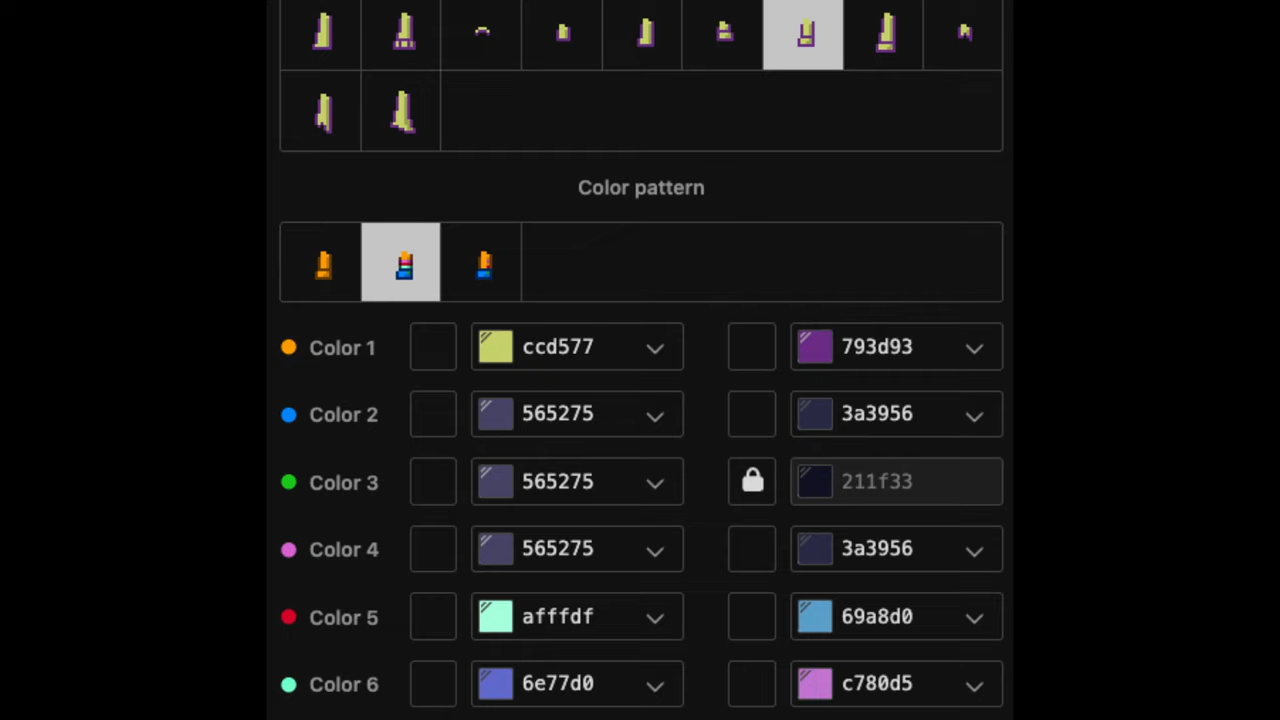 Color pattern
Color 1 ccd577 793d93
Color 2 565275 3a3956
Color 3 565275 211f33
Color 4 565275 3a3956
Color 5 afffdf 69a8d0
Color 6 6e77d0 c780d5